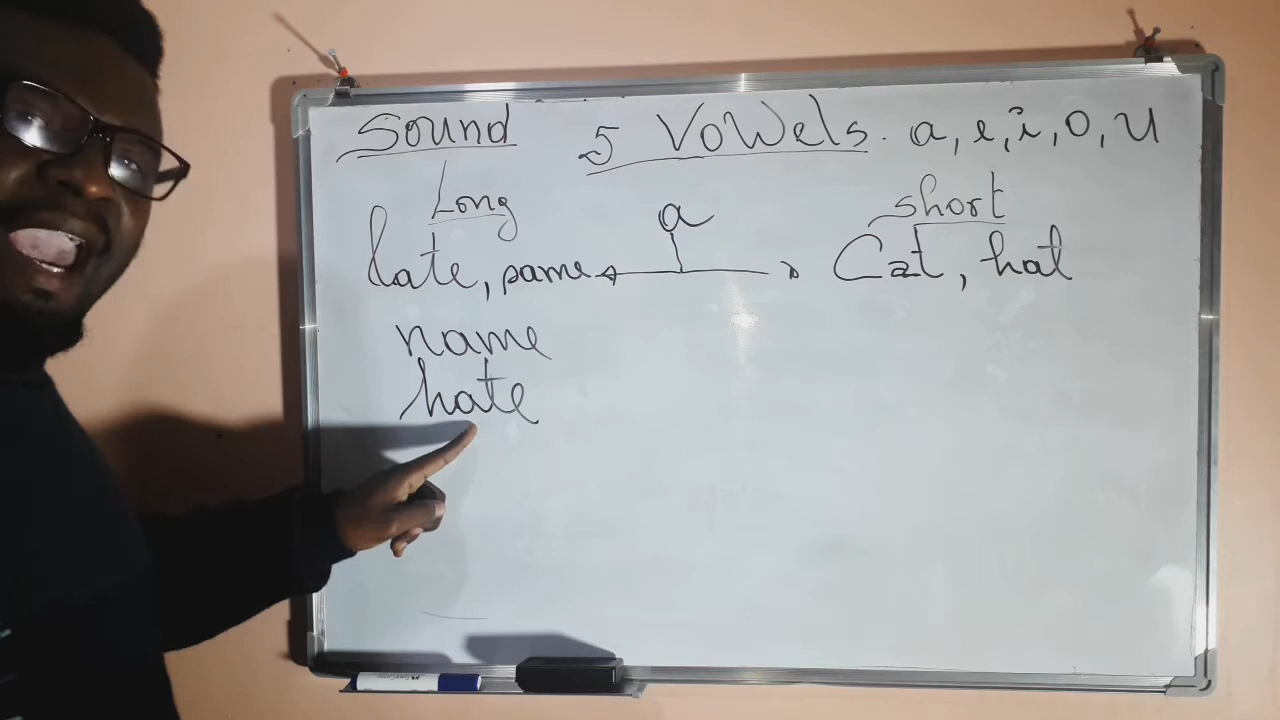 Sound 5 Vowels. a, e, i, o, u
Long a short
late, pame Cat, hat
name
hate